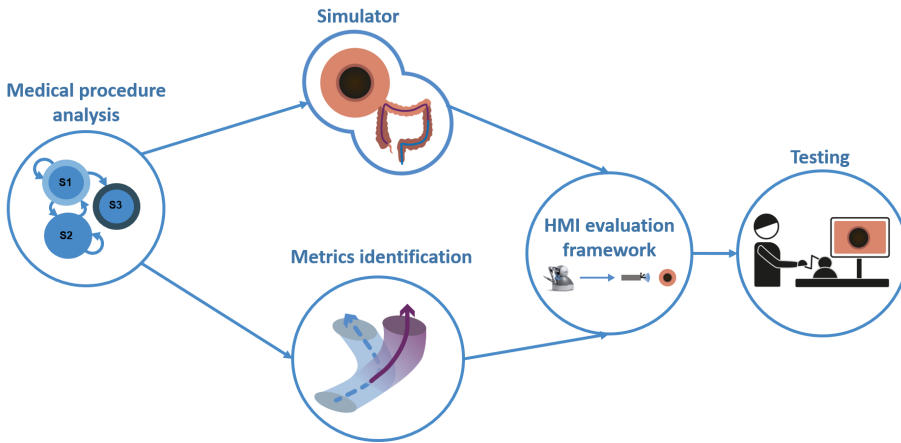 Simulator
Medical procedure
analysis
S1
S3
S2
Metrics identification
HMI evaluation
framework
Testing